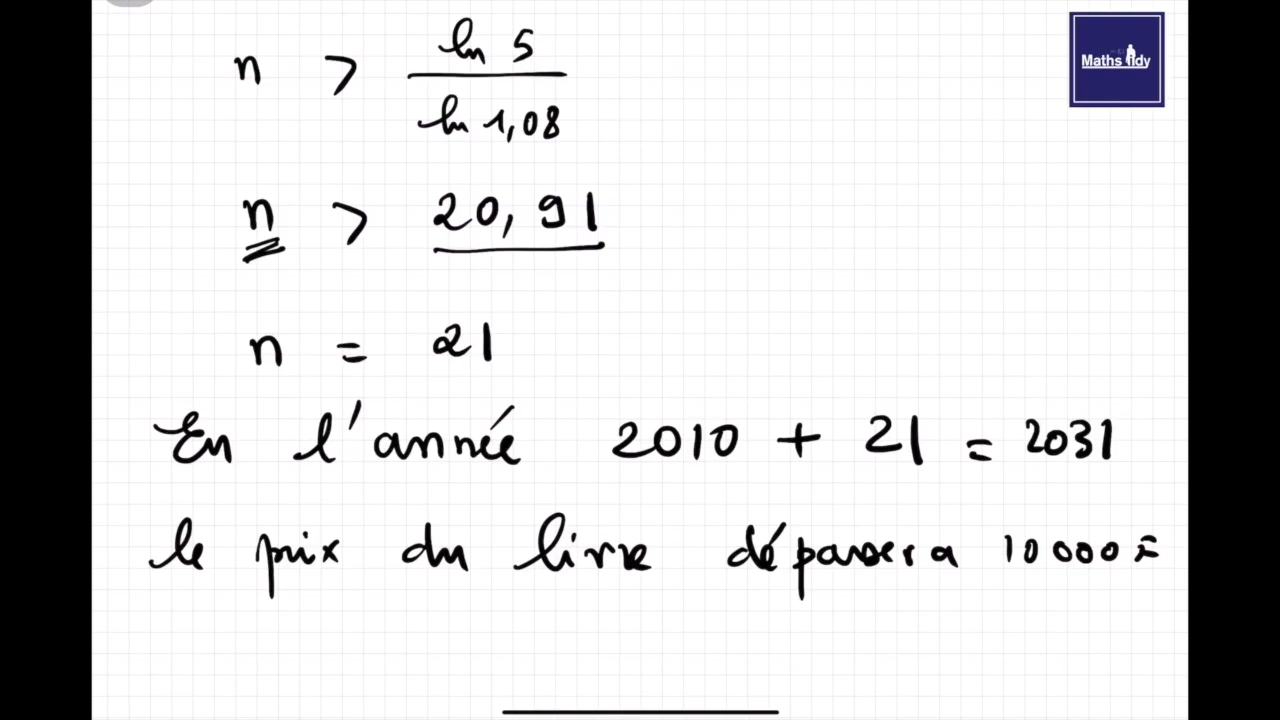 n > ln 5 / ln 1,08
Maths Andy
n > 20,91
n = 21
En l'année 2010 + 21 = 2031
le prix du livre dépassera 10 000 F